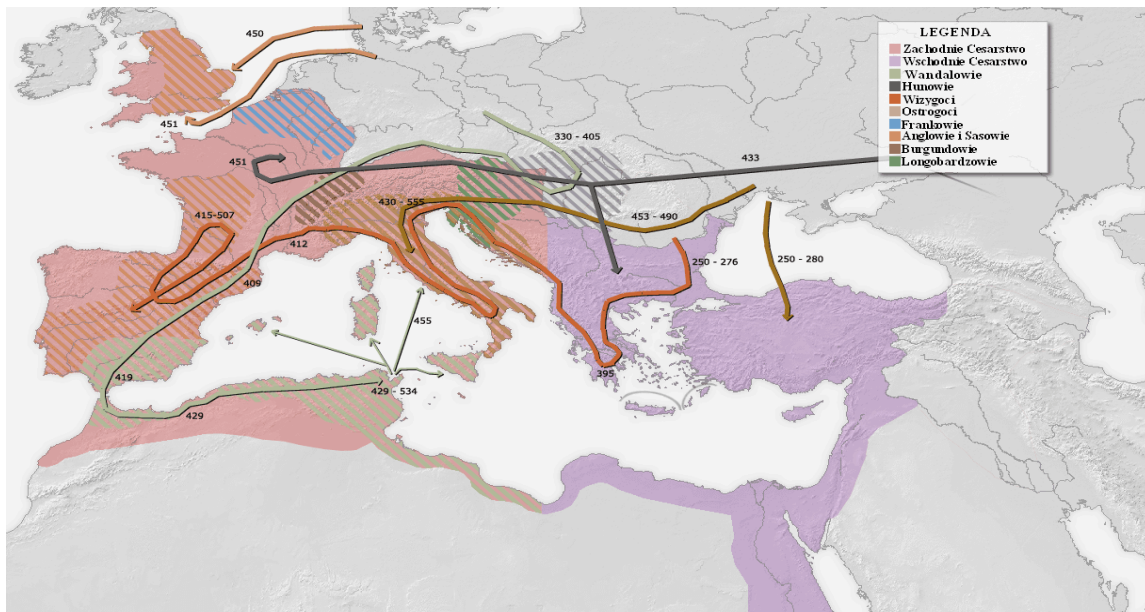 LEGENDA
Zachodnie Cesarstwo
Wschodnie Cesarstwo
Wandalowie
Hunowie
Wizygoci
Ostrogoci
Frankowie
Anglowie i Sasowie
Burgundowie
Longobardzowie
450
451
330 - 405
451
433
415-507
430 - 555
453 - 490
412
250 - 276
250 - 280
409
455
419
395
429 - 534
429